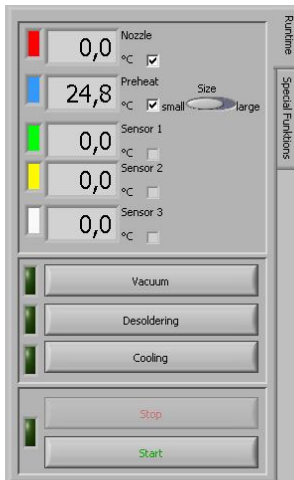 Runtime
Special Funktions
0,0 Nozzle
°C
24,8 Preheat
°C
Size
small large
0,0 Sensor 1
°C
0,0 Sensor 2
°C
0,0 Sensor 3
°C
Vacuum
Desoldering
Cooling
Stop
Start